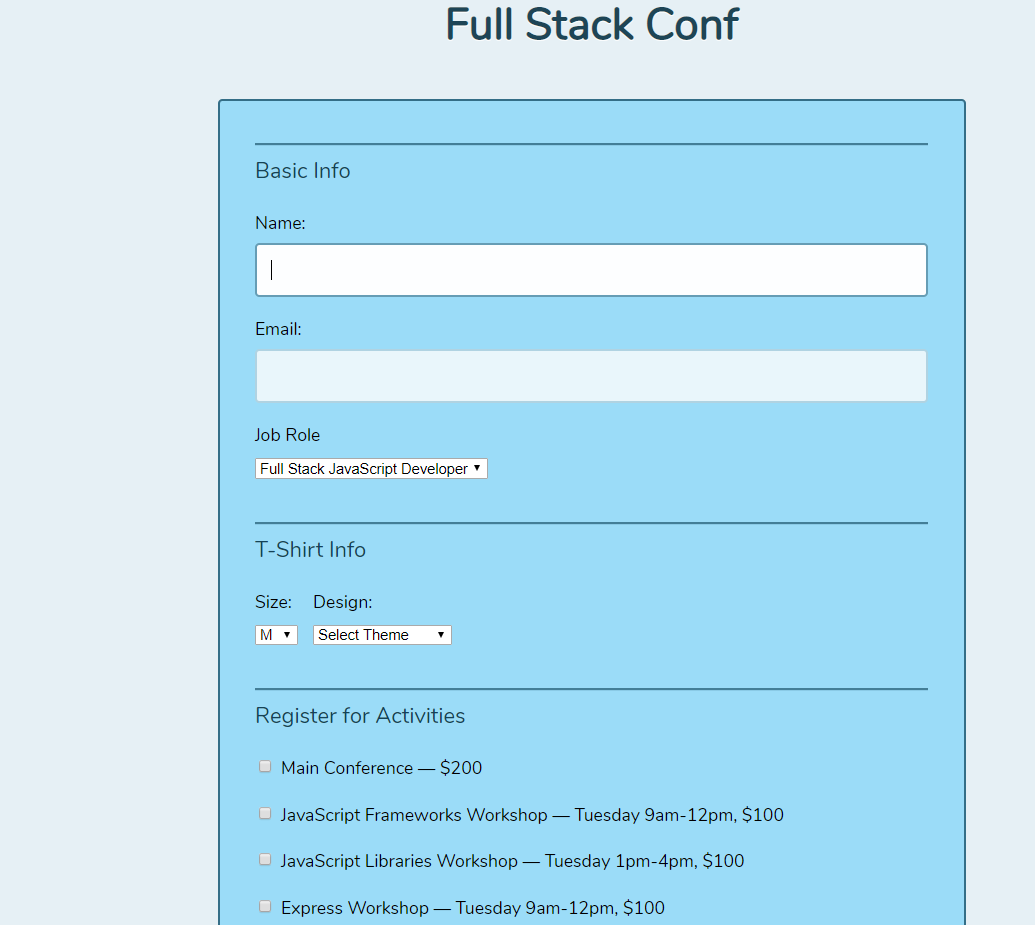 Full Stack Conf
Basic Info
Name:
Email:
Job Role
Full Stack JavaScript Developer
T-Shirt Info
Size: Design:
M Select Theme
Register for Activities
Main Conference — $200
JavaScript Frameworks Workshop — Tuesday 9am-12pm, $100
JavaScript Libraries Workshop — Tuesday 1pm-4pm, $100
Express Workshop — Tuesday 9am-12pm, $100